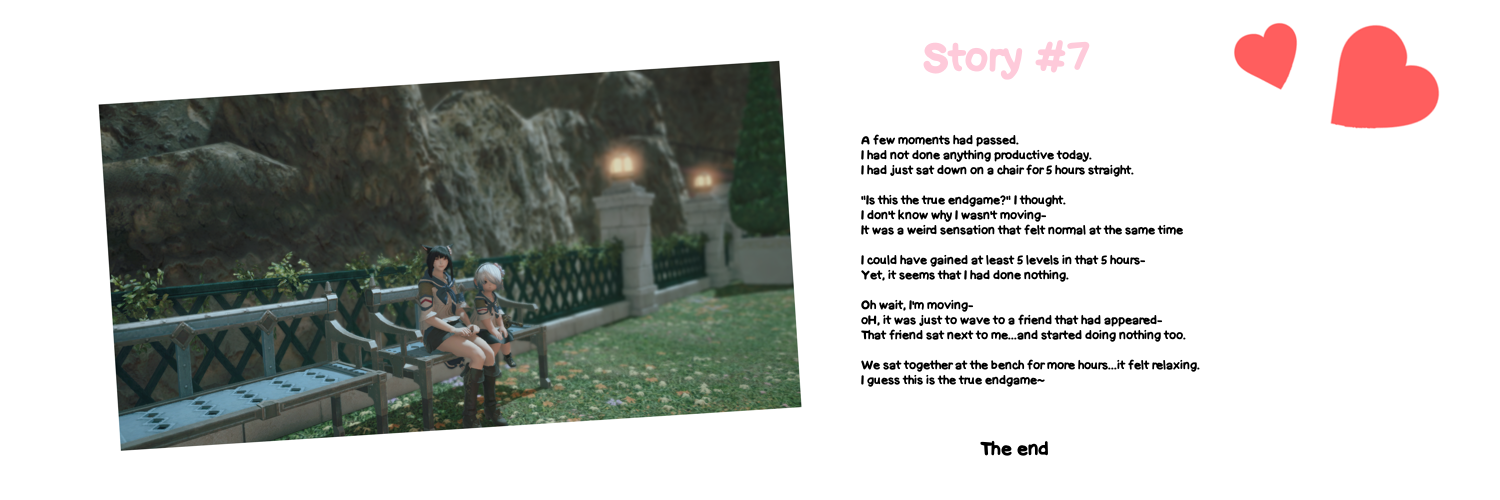 Story #7
A few moments had passed.
I had not done anything productive today.
I had just sat down on a chair for 5 hours straight.
"Is this the true endgame?" I thought.
I don't know why I wasn't moving-
It was a weird sensation that felt normal at the same time
I could have gained at least 5 levels in that 5 hours-
Yet, it seems that I had done nothing.
Oh wait, I'm moving-
oH, it was just to wave to a friend that had appeared-
That friend sat next to me...and started doing nothing too.
We sat together at the bench for more hours...it felt relaxing.
I guess this is the true endgame~
The end